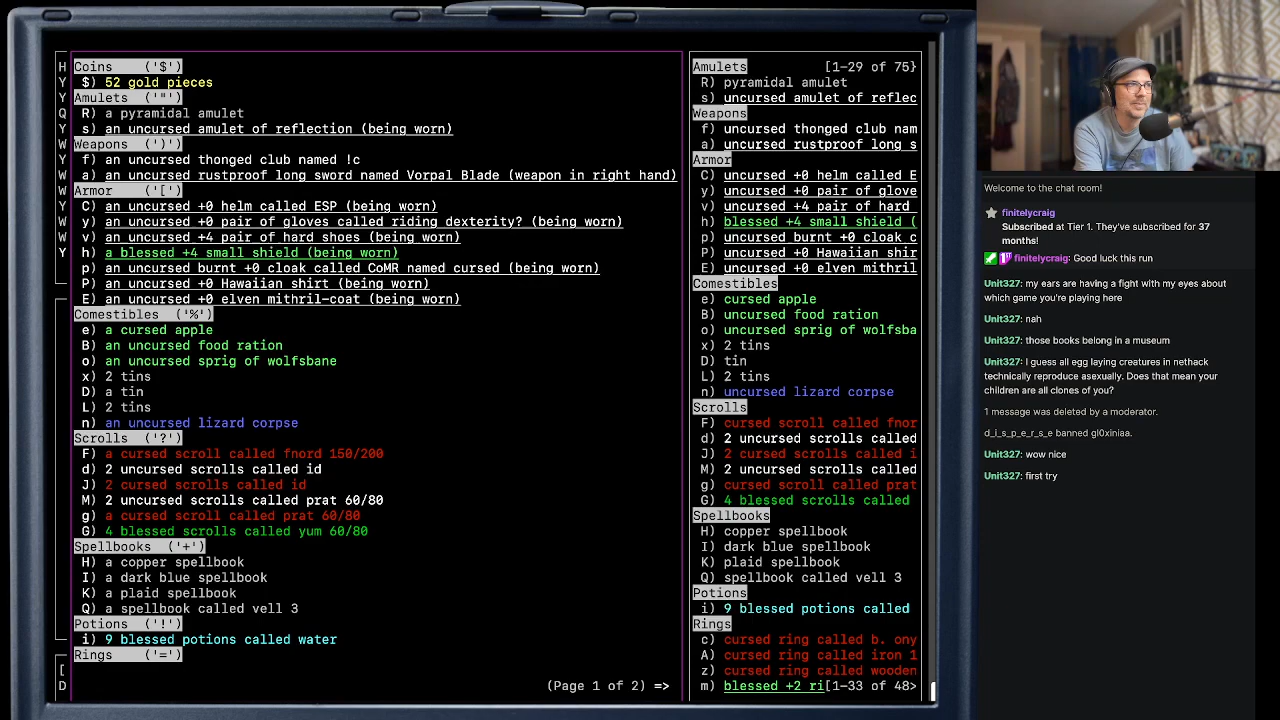 H
Y
Y
Q
Y
W
Y
W
W
Y
W
W
Y
[
D
Coins ('$')
$) 52 gold pieces
Amulets ('"')
R) a pyramidal amulet
s) an uncursed amulet of reflection (being worn)
Weapons (')')
f) an uncursed thonged club named !c
a) an uncursed rustproof long sword named Vorpal Blade (weapon in right hand)
Armor ('[')
C) an uncursed +0 helm called ESP (being worn)
y) an uncursed +0 pair of gloves called riding dexterity? (being worn)
v) an uncursed +4 pair of hard shoes (being worn)
h) a blessed +4 small shield (being worn)
p) an uncursed burnt +0 cloak called CoMR named cursed (being worn)
P) an uncursed +0 Hawaiian shirt (being worn)
E) an uncursed +0 elven mithril-coat (being worn)
Comestibles ('%')
e) a cursed apple
B) an uncursed food ration
o) an uncursed sprig of wolfsbane
x) 2 tins
D) a tin
L) 2 tins
n) an uncursed lizard corpse
Scrolls ('?')
F) a cursed scroll called fnord 150/200
d) 2 uncursed scrolls called id
J) 2 cursed scrolls called id
M) 2 uncursed scrolls called prat 60/80
g) a cursed scroll called prat 60/80
G) 4 blessed scrolls called yum 60/80
Spellbooks ('+')
H) a copper spellbook
I) a dark blue spellbook
K) a plaid spellbook
Q) a spellbook called vell 3
Potions ('!')
i) 9 blessed potions called water
Rings ('=')
(Page 1 of 2) =>
Amulets [1-29 of 75}
R) pyramidal amulet
s) uncursed amulet of reflec
Weapons
f) uncursed thonged club nam
a) uncursed rustproof long s
Armor
C) uncursed +0 helm called E
y) uncursed +0 pair of glove
v) uncursed +4 pair of hard
h) blessed +4 small shield (
p) uncursed burnt +0 cloak c
P) uncursed +0 Hawaiian shir
E) uncursed +0 elven mithril
Comestibles
e) cursed apple
B) uncursed food ration
o) uncursed sprig of wolfsba
x) 2 tins
D) tin
L) 2 tins
n) uncursed lizard corpse
Scrolls
F) cursed scroll called fnor
d) 2 uncursed scrolls called
J) 2 cursed scrolls called i
M) 2 uncursed scrolls called
g) cursed scroll called prat
G) 4 blessed scrolls called
Spellbooks
H) copper spellbook
I) dark blue spellbook
K) plaid spellbook
Q) spellbook called vell 3
Potions
i) 9 blessed potions called
Rings
c) cursed ring called b. ony
A) cursed ring called iron 1
z) cursed ring called wooden
m) blessed +2 ri[1-33 of 48>
Welcome to the chat room!
finitelycraig
Subscribed at Tier 1. They've subscribed for 37
months!
finitelycraig: Good luck this run
Unit327: my ears are having a fight with my eyes about
which game you're playing here
Unit327: nah
Unit327: those books belong in a museum
Unit327: I guess all egg laying creatures in nethack
technically reproduce asexually. Does that mean your
children are all clones of you?
1 message was deleted by a moderator.
d_i_s_p_e_r_s_e banned gl0xiniaa.
Unit327: wow nice
Unit327: first try